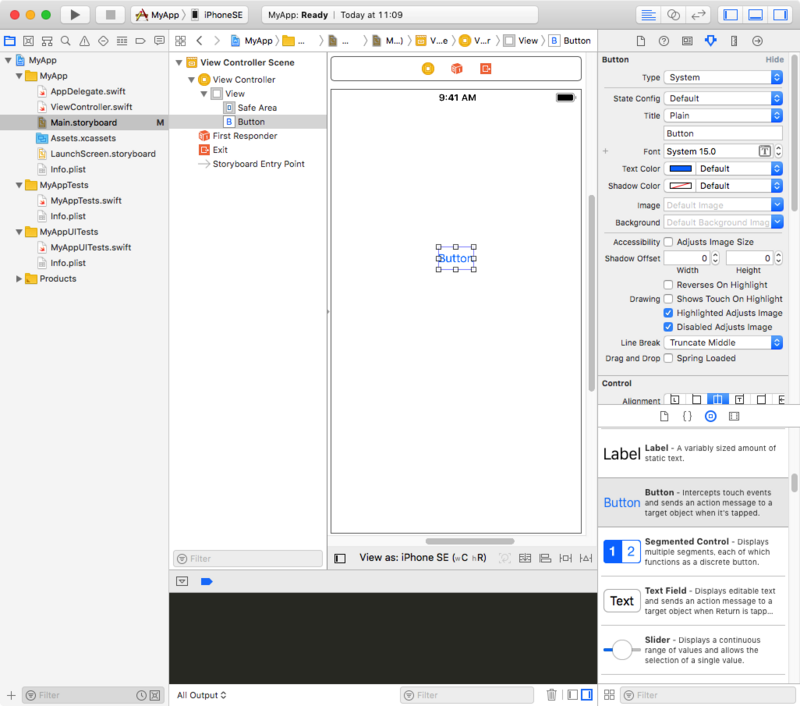 MyApp
iPhoneSE
MyApp: Ready | Today at 11:09
MyApp
...
M...)
V...e
V...r
View
B Button
MyApp
MyApp
AppDelegate.swift
ViewController.swift
Main.storyboard M
Assets.xcassets
LaunchScreen.storyboard
Info.plist
MyAppTests
MyAppTests.swift
Info.plist
MyAppUITests
MyAppUITests.swift
Info.plist
Products
Filter
View Controller Scene
View Controller
View
Safe Area
B Button
First Responder
Exit
Storyboard Entry Point
Filter
9:41 AM
Button
View as: iPhone SE (wC hR)
All Output
Filter
Button Hide
Type System
State Config Default
Title Plain
Button
Font System 15.0 T
Text Color Default
Shadow Color Default
Image Default Image
Background Default Background Imag
Accessibility Adjusts Image Size
Shadow Offset 0 0
Width Height
Reverses On Highlight
Drawing Shows Touch On Highlight
Highlighted Adjusts Image
Disabled Adjusts Image
Line Break Truncate Middle
Drag and Drop Spring Loaded
Control
Alignment
{ }
Label
Label - A variably sized amount of
static text.
Button
Button - Intercepts touch events
and sends an action message to a
target object when it's tapped.
1 2
Segmented Control - Displays
multiple segments, each of which
functions as a discrete button.
Text
Text Field - Displays editable text
and sends an action message to a
target object when Return is tapp...
Slider - Displays a continuous
range of values and allows the
selection of a single value.
Filter